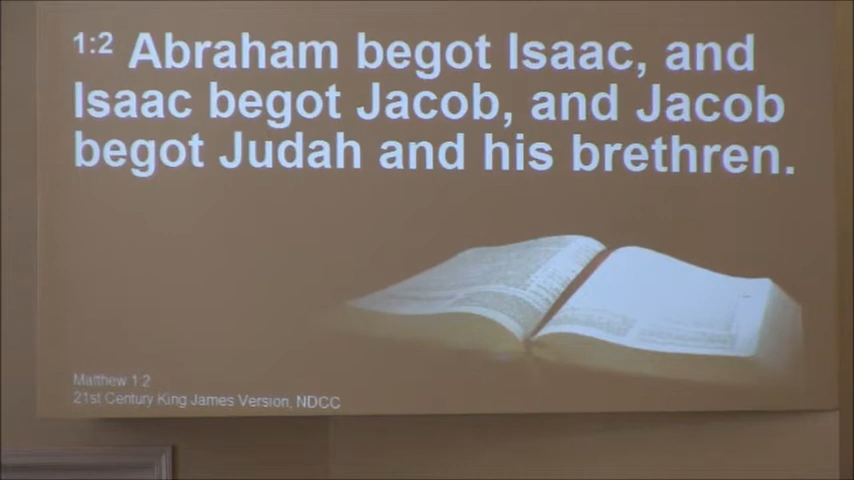 1:2 Abraham begot Isaac, and
Isaac begot Jacob, and Jacob
begot Judah and his brethren.
Matthew 1:2
21st Century King James Version, NDCC